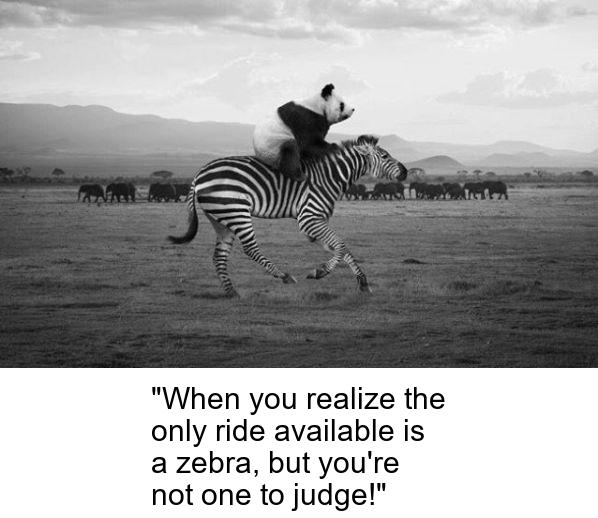 "When you realize the
only ride available is
a zebra, but you're
not one to judge!"